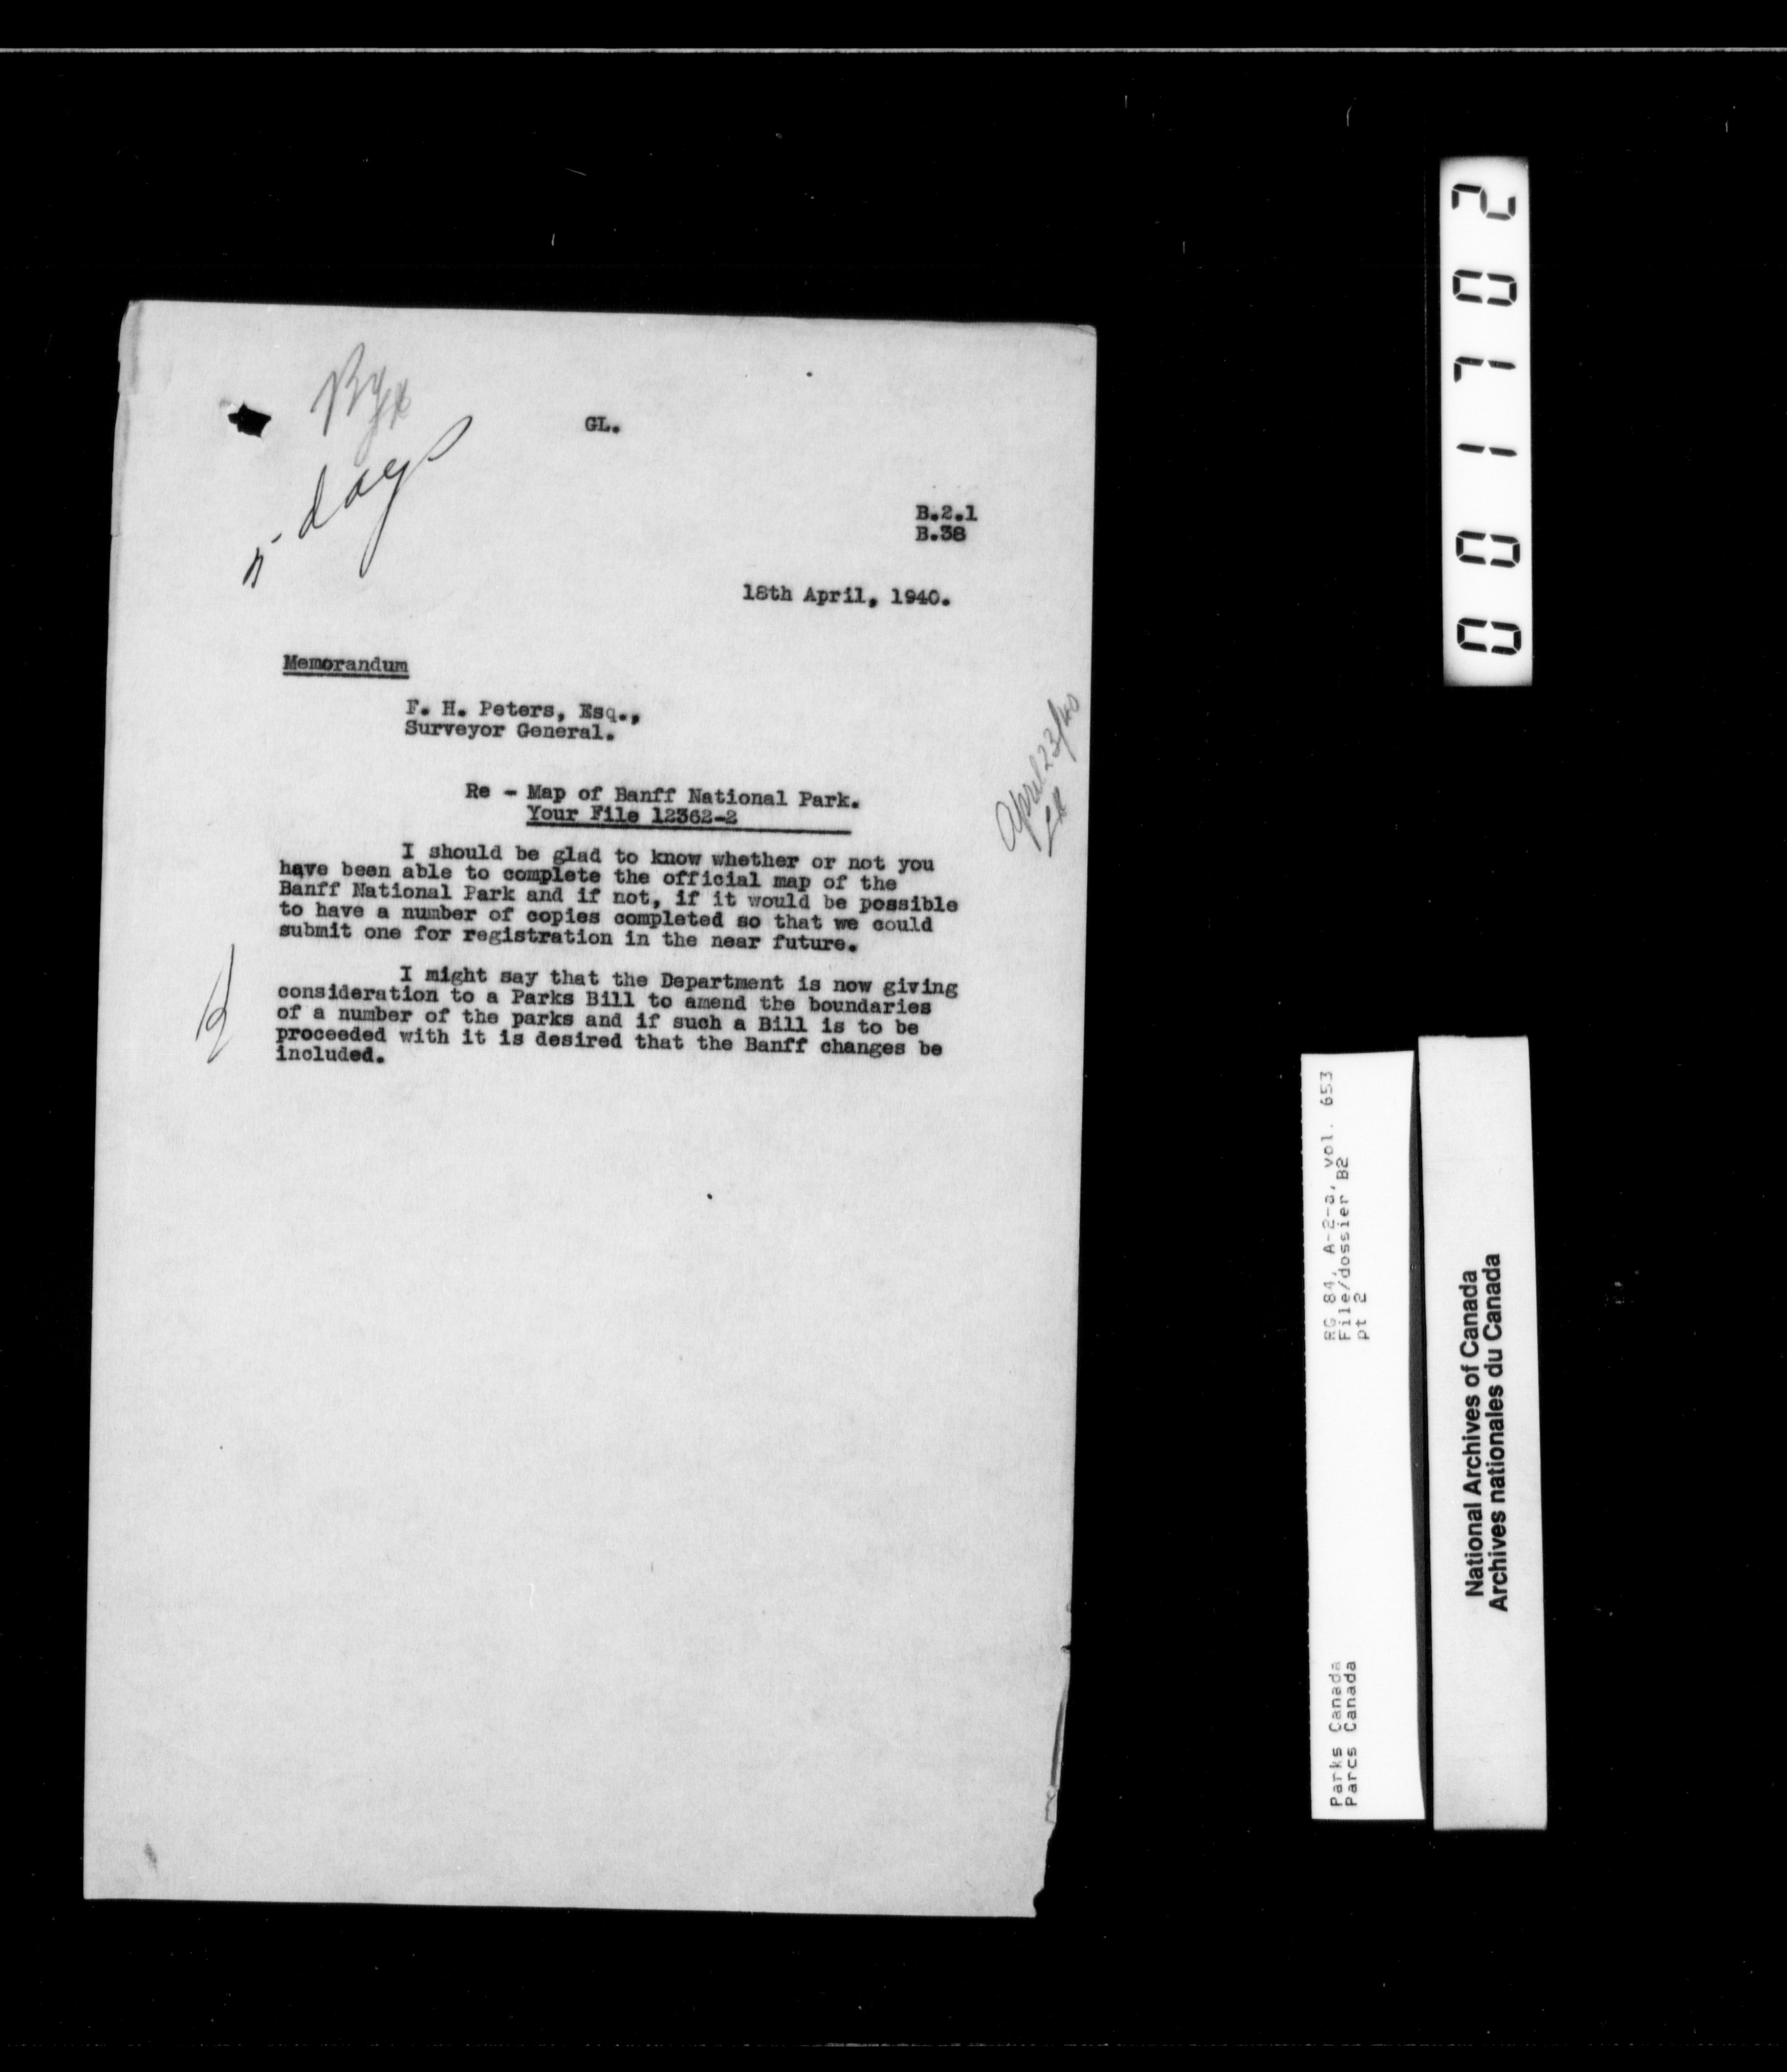 GL.
5 days
B.2.1
B.38
18th April, 1940.
Memorandum
F. H. Peters, Esq.,
Surveyor General.
April 23/40
Re - Map of Banff National Park.
Your File 12362-2
I should be glad to know whether or not you
have been able to complete the official map of the
Banff National Park and if not, if it would be possible
to have a number of copies completed so that we could
submit one for registration in the near future.
I might say that the Department is now giving
consideration to a Parks Bill to amend the boundaries
of a number of the parks and if such a Bill is to be
proceeded with it is desired that the Banff changes be
included.
001702
RG 84, A-2-a, vol. 653
File/dossier B2
pt 2
Parks Canada
Parcs Canada
National Archives of Canada
Archives nationales du Canada